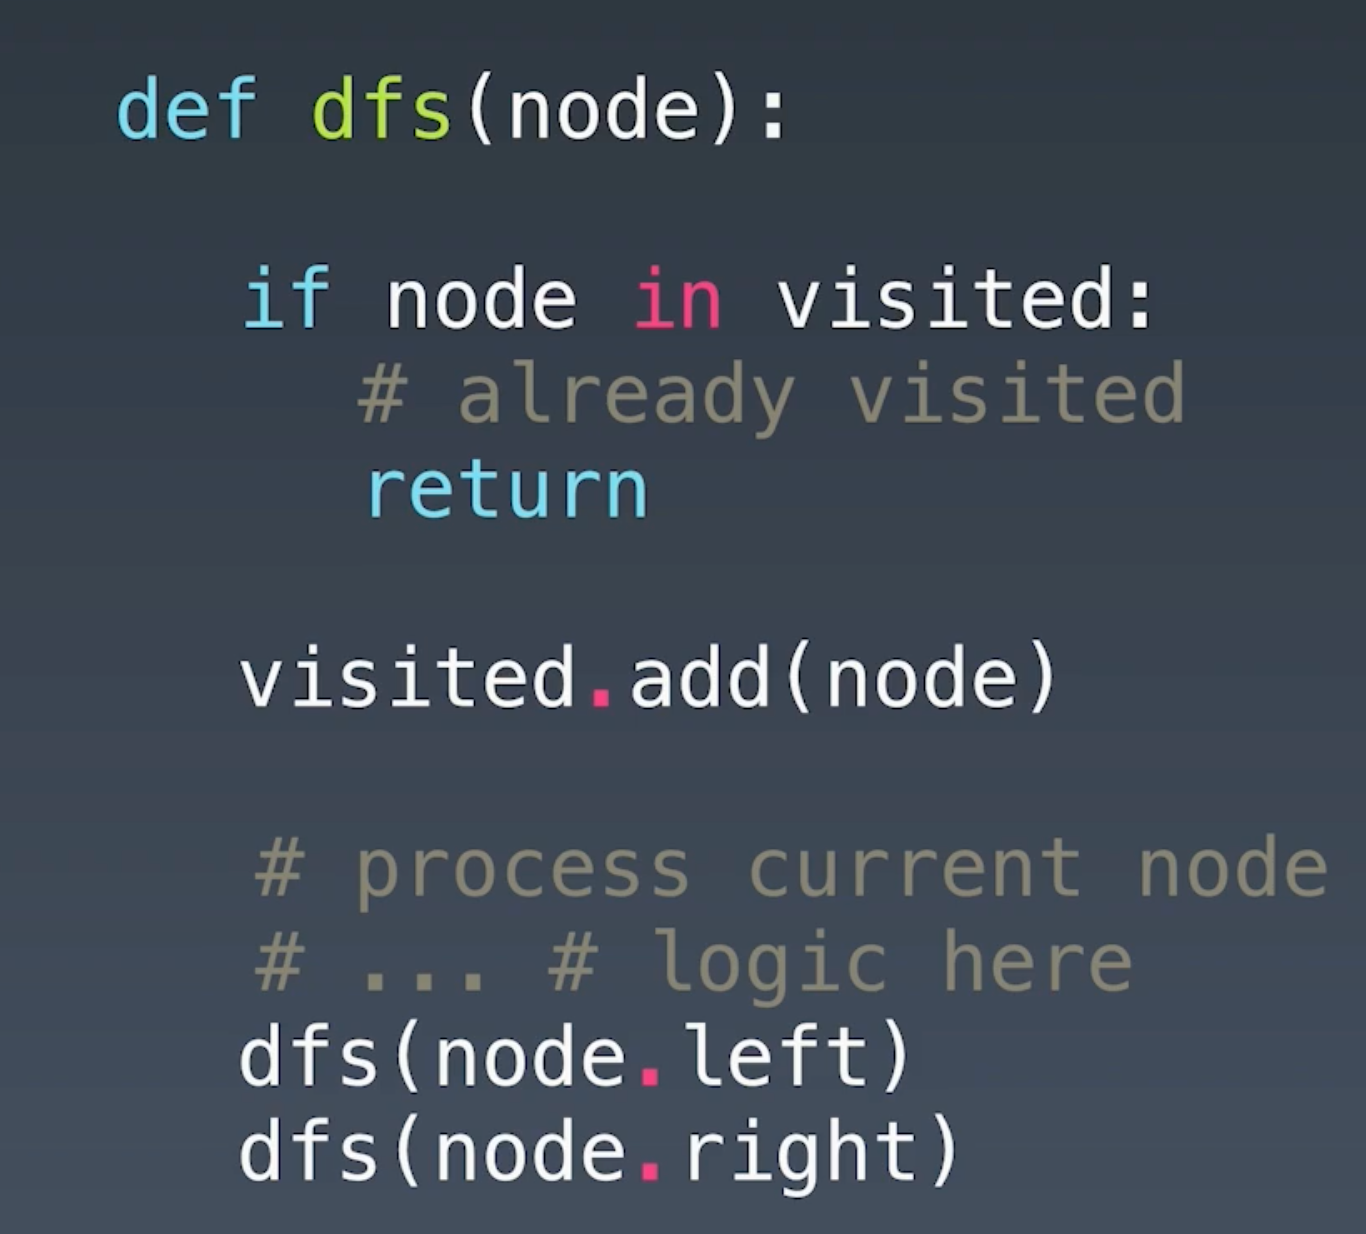 def dfs(node):
if node in visited:
# already visited
return
visited.add(node)
# process current node
# ... # logic here
dfs(node.left)
dfs(node.right)